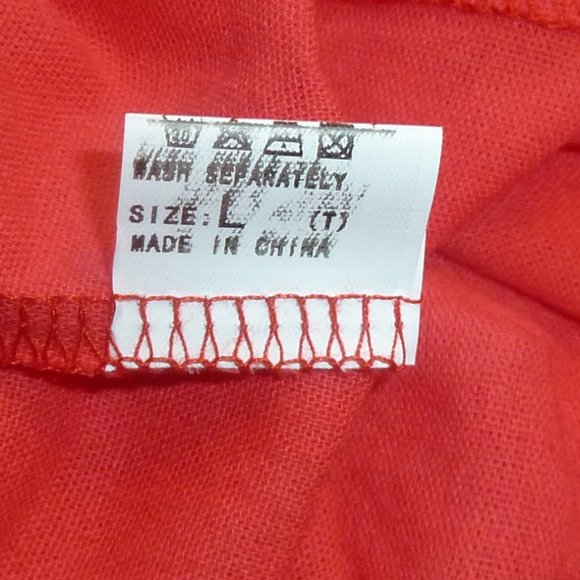 WASH SEPARATELY
SIZE: L (T)
MADE IN CHINA